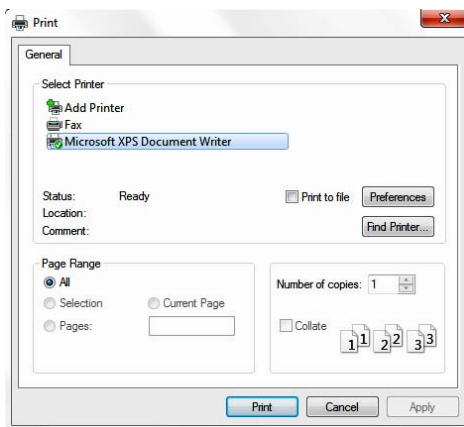 Print
General
Select Printer
Add Printer
Fax
Microsoft XPS Document Writer
Status: Ready
Location:
Comment:
Print to file
Preferences
Find Printer...
Page Range
All
Selection
Current Page
Pages:
Number of copies: 1
Collate
1 1 2 2 3 3
Print Cancel Apply